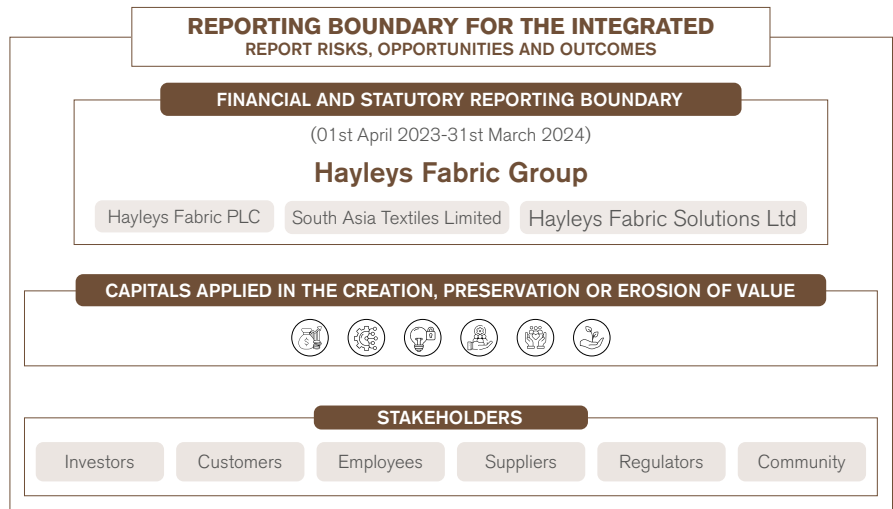 REPORTING BOUNDARY FOR THE INTEGRATED
REPORT RISKS, OPPORTUNITIES AND OUTCOMES
FINANCIAL AND STATUTORY REPORTING BOUNDARY
(01st April 2023-31st March 2024)
Hayleys Fabric Group
Hayleys Fabric PLC South Asia Textiles Limited Hayleys Fabric Solutions Ltd
CAPITALS APPLIED IN THE CREATION, PRESERVATION OR EROSION OF VALUE
STAKEHOLDERS
Investors Customers Employees Suppliers Regulators Community